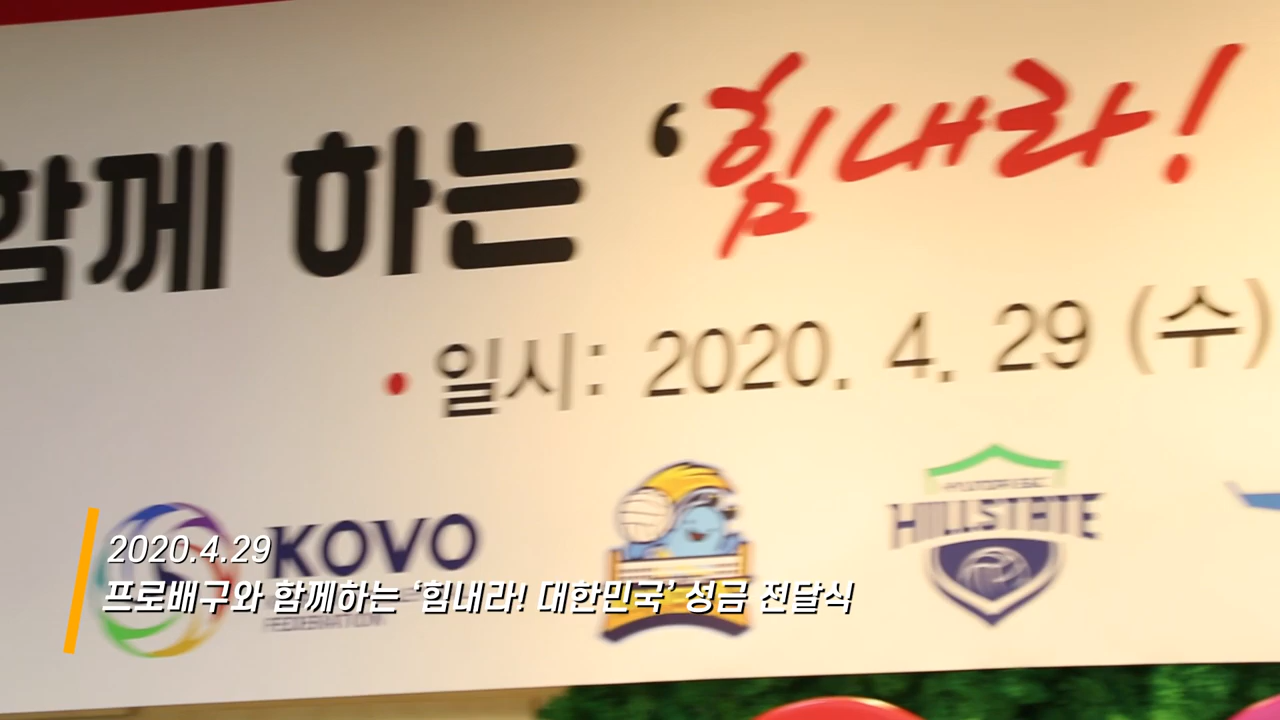 함께 하는 ‘힘내라!
• 일시: 2020. 4. 29 (수)
KOVO
HILLSTATE
2020.4.29
프로배구와 함께하는 ‘힘내라! 대한민국’ 성금 전달식